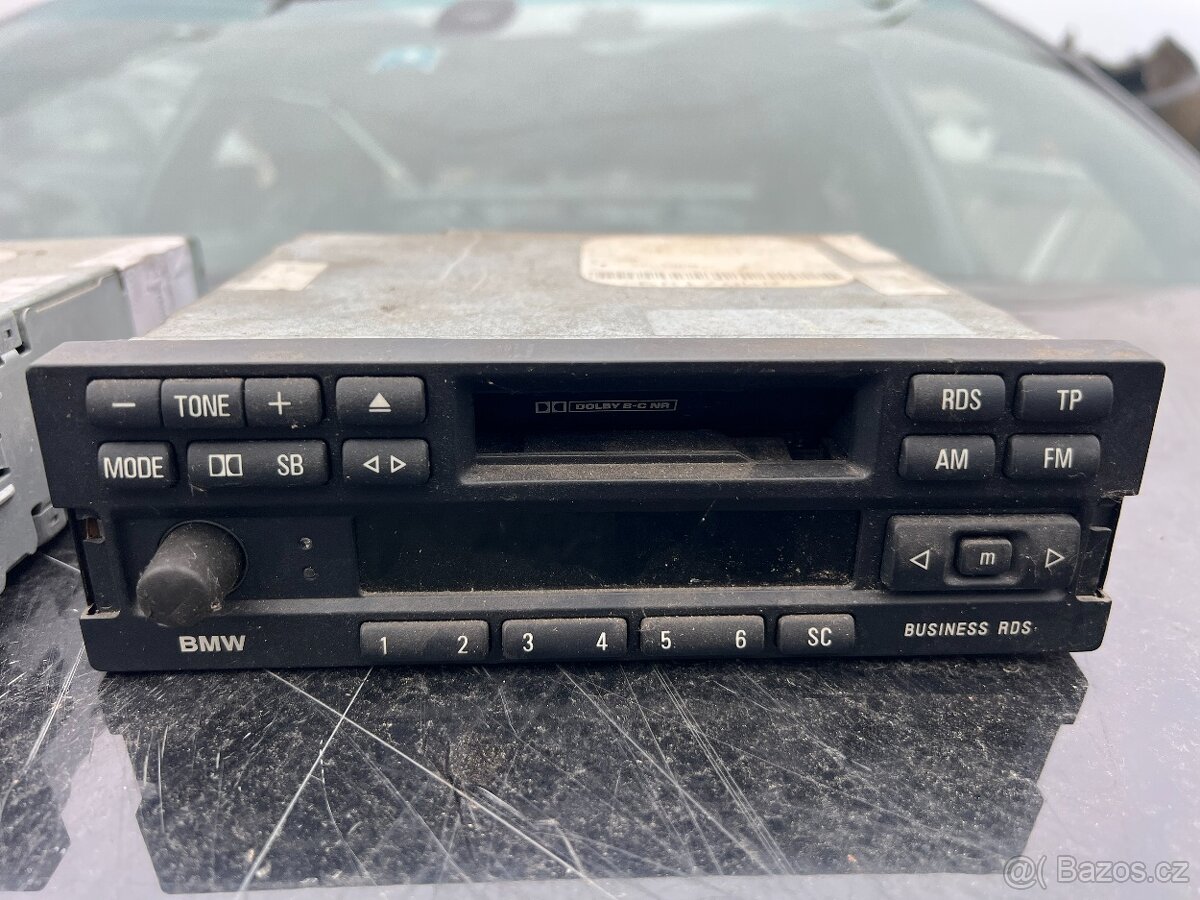 DOLBY B-C NR
− TONE +
RDS TP
MODE SB
AM FM
m
BMW
1 2 3 4 5 6 SC
BUSINESS RDS
@( Bazos.cz